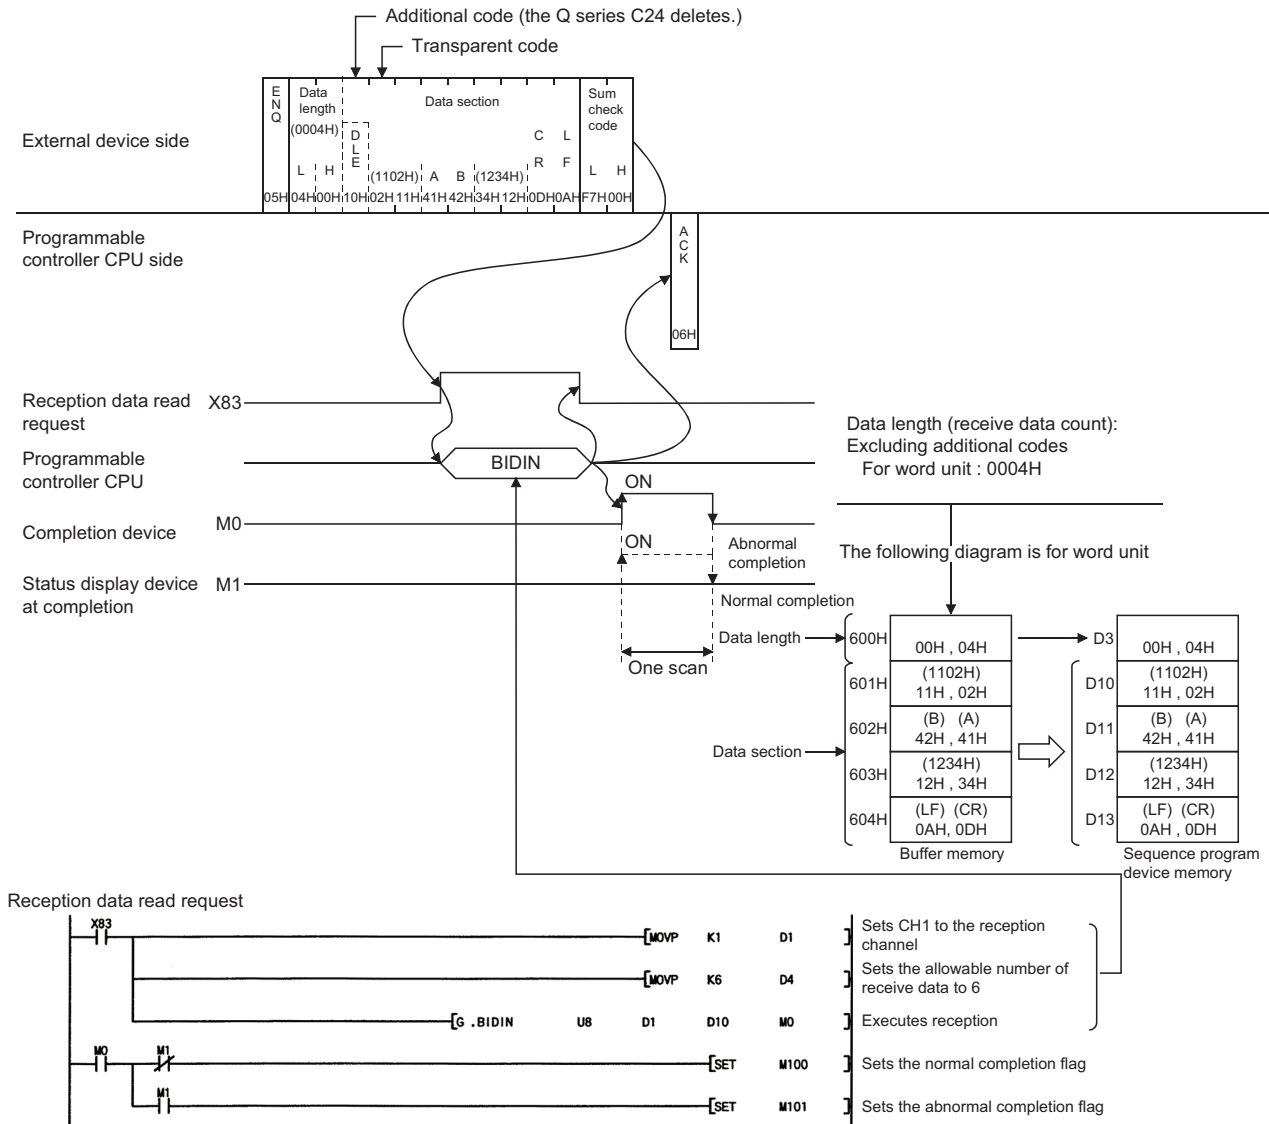 Additional code (the Q series C24 deletes.)
Transparent code
External device side
E
N
Q
Data
length
(0004H)
D
L
E
Data section
C
R
L
F
Sum
check
code
L H (1102H) A B (1234H) L H
05H 04H 00H 10H 02H 11H 41H 42H 34H 12H 0DH 0AH F7H 00H
Programmable
controller CPU side
A
C
K
06H
Reception data read
request
X83
Programmable
controller CPU
BIDIN
Data length (receive data count):
Excluding additional codes
For word unit : 0004H
Completion device
M0
ON
ON
Abnormal
completion
The following diagram is for word unit
Status display device
at completion
M1
Normal completion
One scan
Data length
600H
00H , 04H
D3
00H , 04H
601H
(1102H)
11H , 02H
D10
(1102H)
11H , 02H
602H
(B) (A)
42H , 41H
D11
(B) (A)
42H , 41H
Data section
603H
(1234H)
12H , 34H
D12
(1234H)
12H , 34H
604H
(LF) (CR)
0AH, 0DH
D13
(LF) (CR)
0AH , 0DH
Buffer memory
Sequence program
device memory
Reception data read request
X83
MOVP K1 D1
Sets CH1 to the reception
channel
MOVP K6 D4
Sets the allowable number of
receive data to 6
G .BIDIN U8 D1 D10 M0
Executes reception
M0 M1
SET M100
Sets the normal completion flag
M1
SET M101
Sets the abnormal completion flag